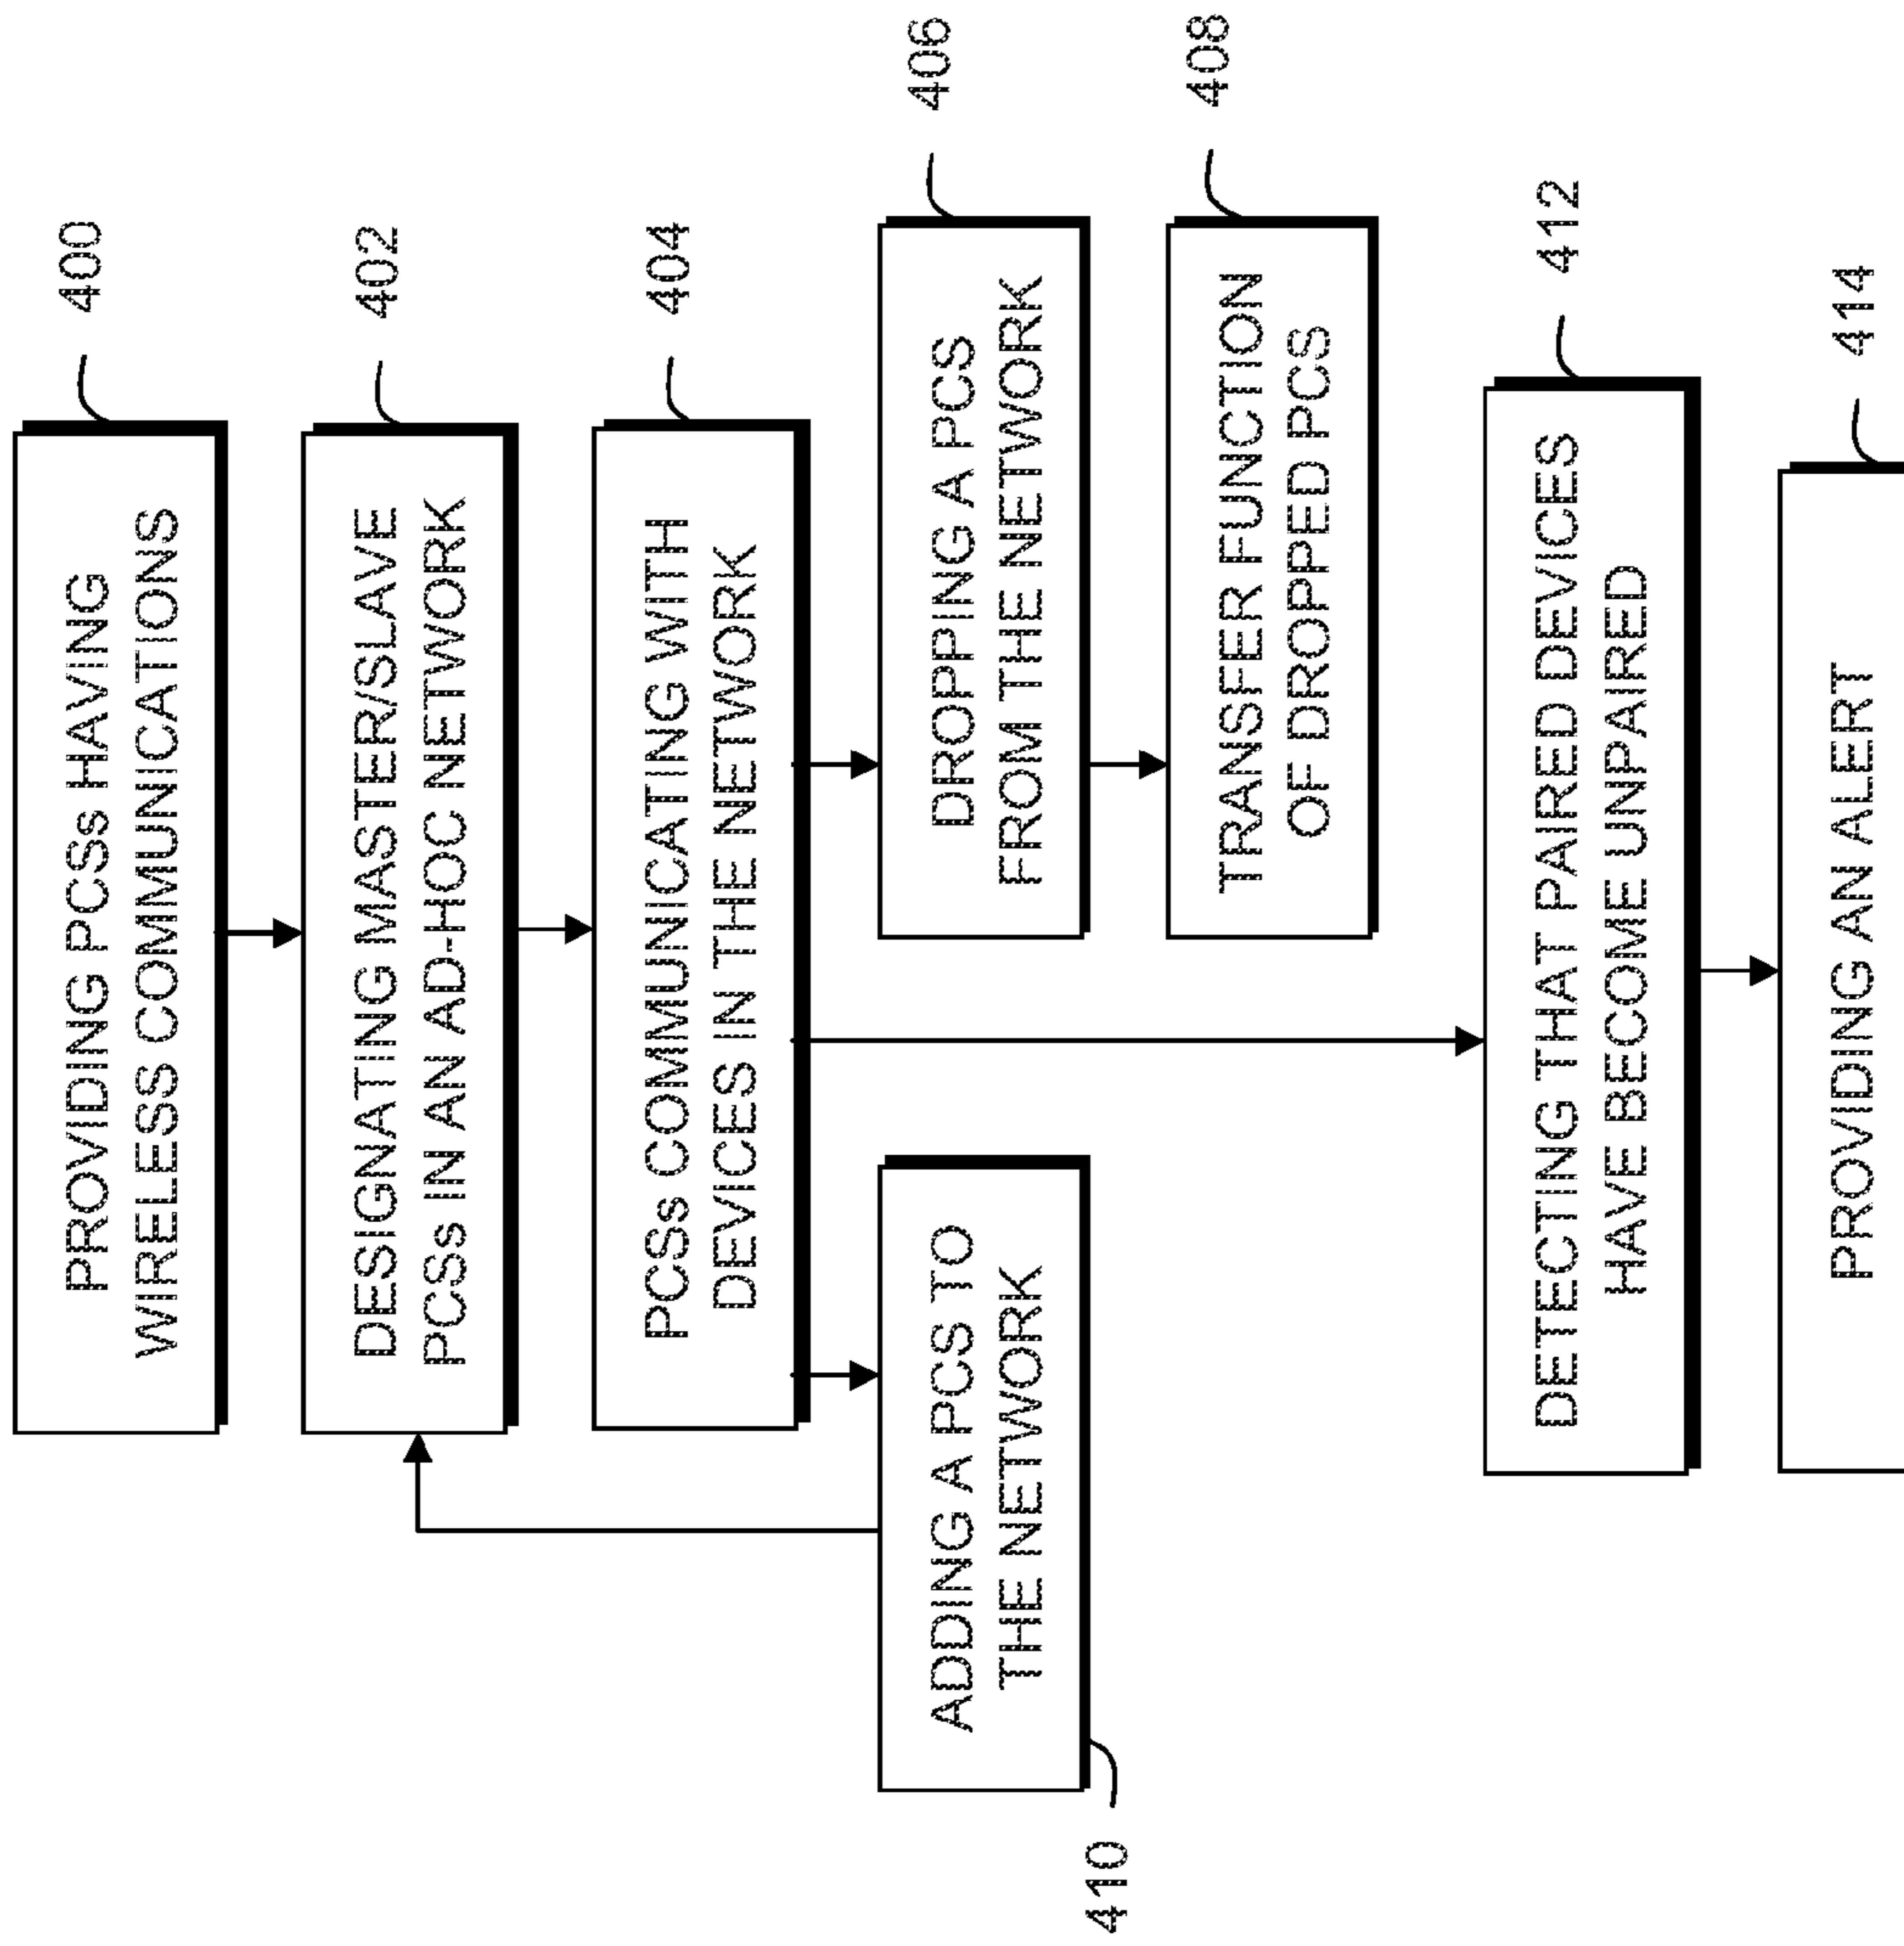 PROVIDING PCSs HAVING
WIRELESS COMMUNICATIONS
400
DESIGNATING MASTER/SLAVE
PCSs IN AN AD-HOC NETWORK
402
PCSs COMMUNICATING WITH
DEVICES IN THE NETWORK
404
ADDING A PCS TO
THE NETWORK
410
DROPPING A PCS
FROM THE NETWORK
406
TRANSFER FUNCTION
OF DROPPED PCS
408
DETECTING THAT PAIRED DEVICES
HAVE BECOME UNPAIRED
412
PROVIDING AN ALERT
414